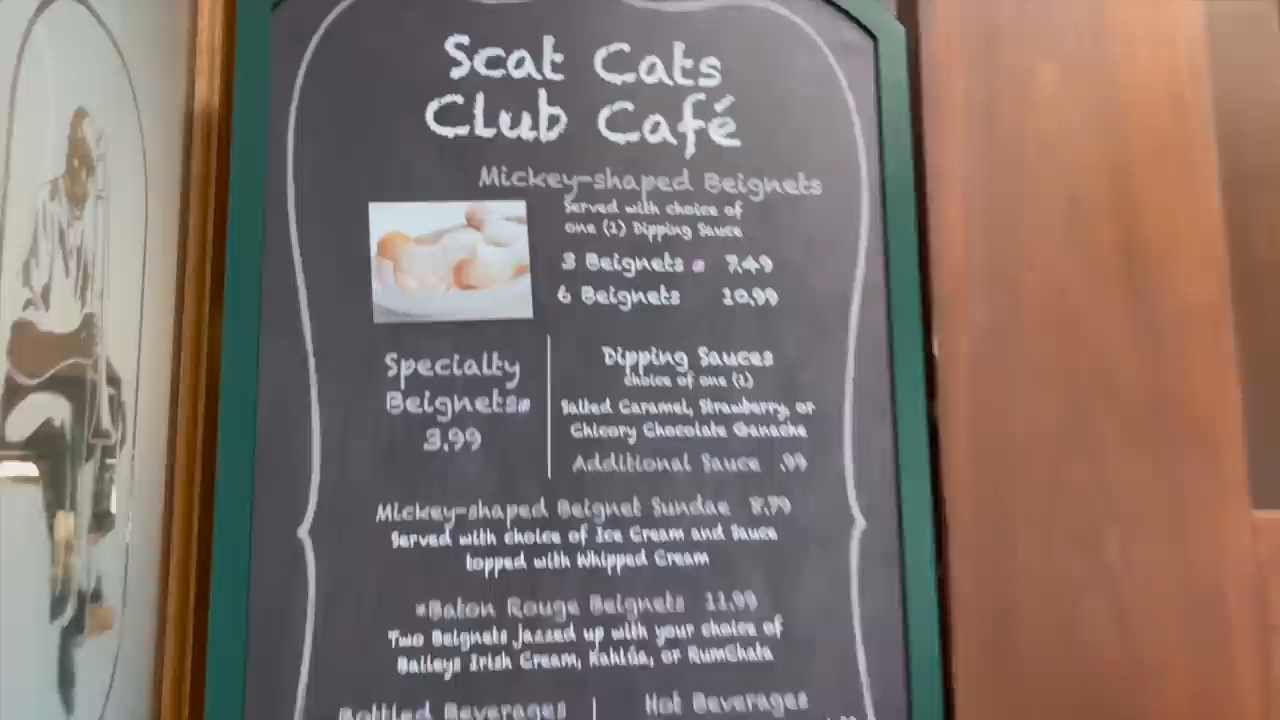 Scat Cats
Club Café
Mickey-shaped Beignets
Served with choice of
one (1) Dipping Sauce
3 Beignets 7.49
6 Beignets 10.99
Specialty
Beignets
3.99
Dipping Sauces
choice of one (1)
Salted Caramel, Strawberry, or
Chicory Chocolate Ganache
Additional Sauce .99
Mickey-shaped Beignet Sundae 8.79
Served with choice of Ice Cream and Sauce
topped with Whipped Cream
*Baton Rouge Beignets 11.99
Two Beignets jazzed up with your choice of
Baileys Irish Cream, Kahlúa, or RumChata
Bottled Beverages
Hot Beverages